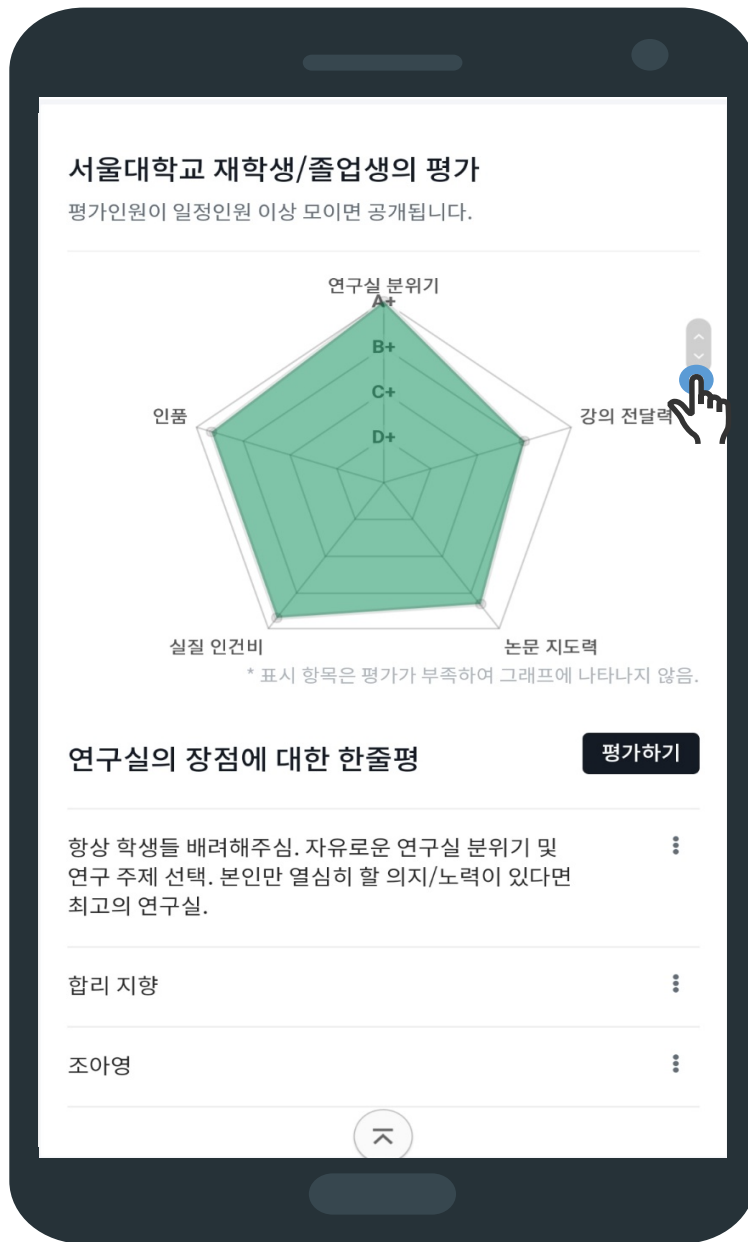 서울대학교 재학생/졸업생의 평가
평가인원이 일정인원 이상 모이면 공개됩니다.
연구실 분위기
A+
B+
C+
D+
인품
강의 전달력
실질 인건비
논문 지도력
* 표시 항목은 평가가 부족하여 그래프에 나타나지 않음.
연구실의 장점에 대한 한줄평
평가하기
항상 학생들 배려해주심. 자유로운 연구실 분위기 및
연구 주제 선택. 본인만 열심히 할 의지/노력이 있다면
최고의 연구실.
합리 지향
조아영